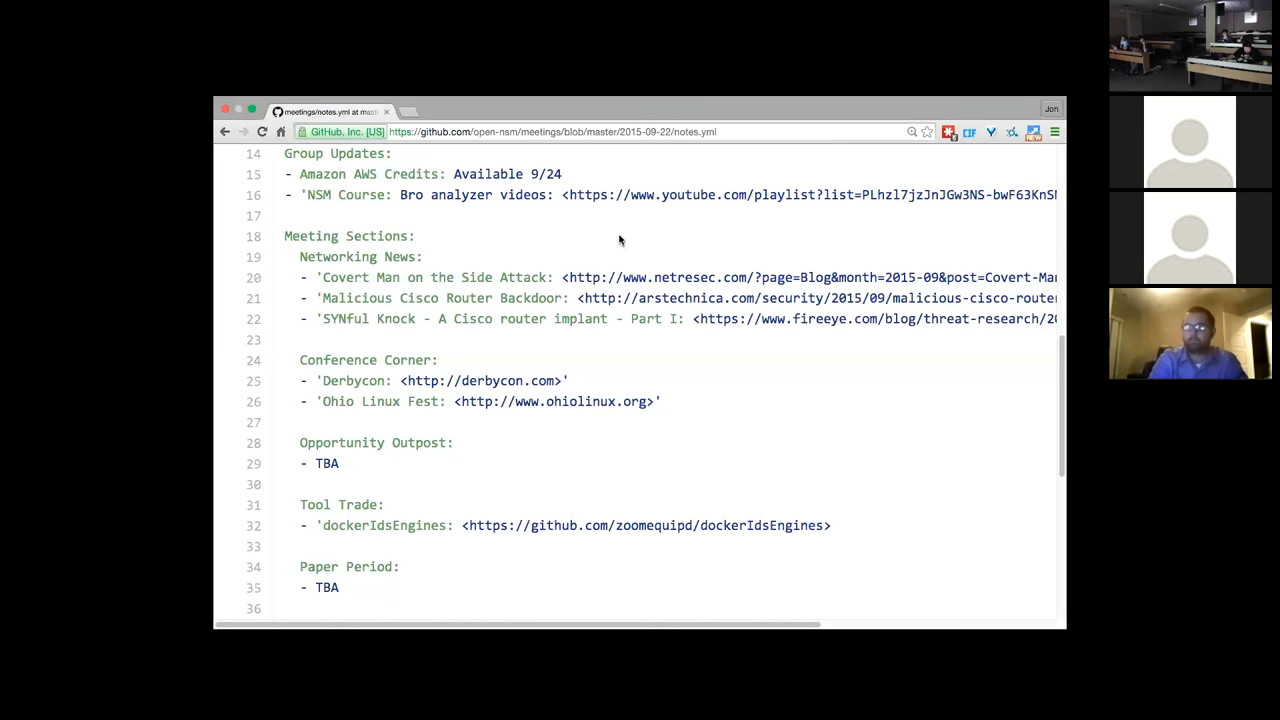 meetings/notes.yml at mast
Jon
GitHub, Inc. [US] https://github.com/open-nsm/meetings/blob/master/2015-09-22/notes.yml
CIF
NEW
14 Group Updates:
15 - Amazon AWS Credits: Available 9/24
16 - 'NSM Course: Bro analyzer videos: <https://www.youtube.com/playlist?list=PLhzl7jzJnJGw3NS-bwF63KnSM
17
18 Meeting Sections:
19 Networking News:
20 - 'Covert Man on the Side Attack: <http://www.netresec.com/?page=Blog&month=2015-09&post=Covert-Man
21 - 'Malicious Cisco Router Backdoor: <http://arstechnica.com/security/2015/09/malicious-cisco-router
22 - 'SYNful Knock - A Cisco router implant - Part I: <https://www.fireeye.com/blog/threat-research/20
23
24 Conference Corner:
25 - 'Derbycon: <http://derbycon.com>'
26 - 'Ohio Linux Fest: <http://www.ohiolinux.org>'
27
28 Opportunity Outpost:
29 - TBA
30
31 Tool Trade:
32 - 'dockerIdsEngines: <https://github.com/zoomequipd/dockerIdsEngines>
33
34 Paper Period:
35 - TBA
36